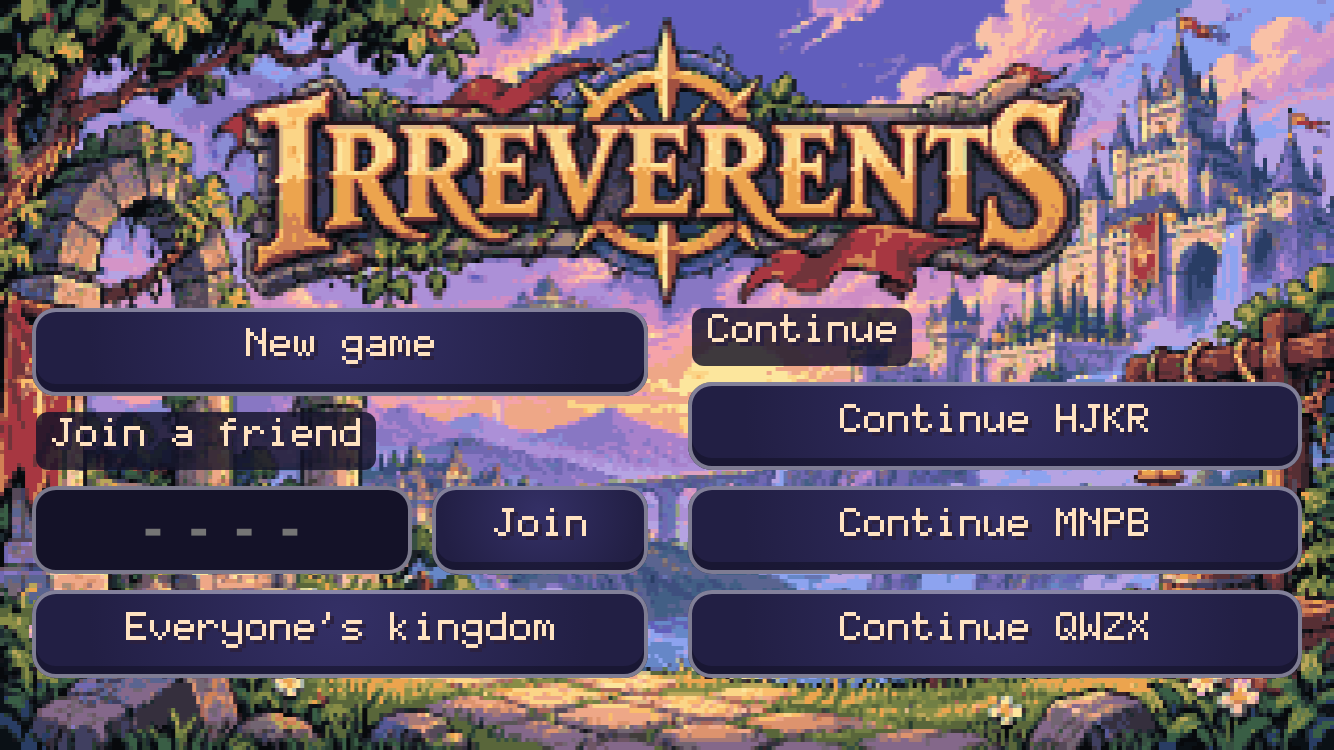 IRREVERENTS
New game
Join a friend
_ _ _ _
Join
Everyone's kingdom
Continue
Continue HJKR
Continue MNPB
Continue QWZX